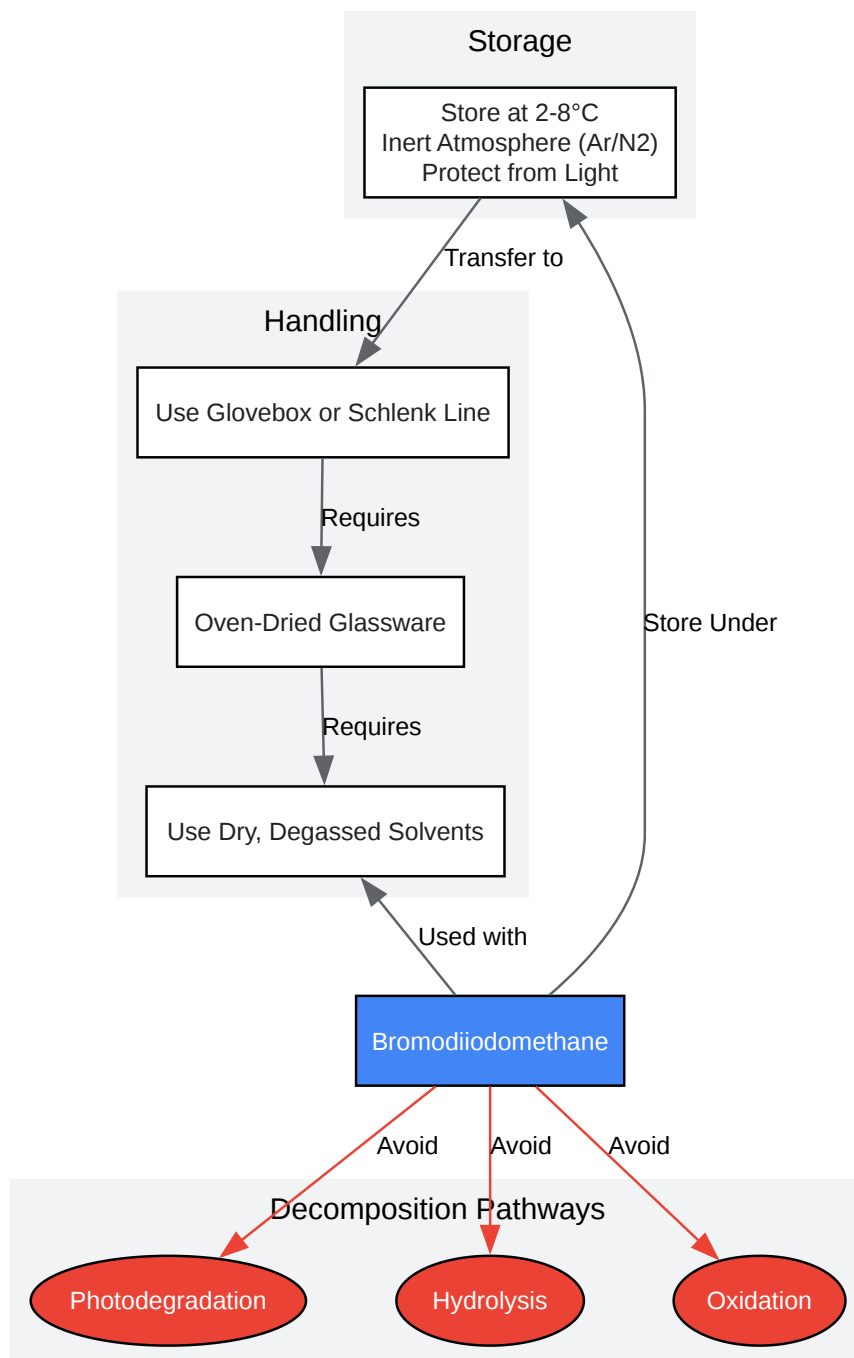 Storage
Store at 2-8°C
Inert Atmosphere (Ar/N2)
Protect from Light
Transfer to
Handling
Use Glovebox or Schlenk Line
Requires
Oven-Dried Glassware
Store Under
Requires
Use Dry, Degassed Solvents
Used with
Bromodiiodomethane
Avoid
Avoid
Avoid
Decomposition Pathways
Photodegradation
Hydrolysis
Oxidation